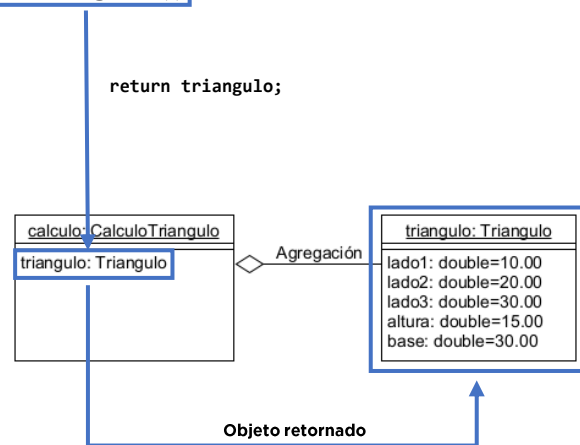 return triangulo;
calculo: CalculoTriangulo
triangulo: Triangulo
Agregación
triangulo: Triangulo
lado1: double=10.00
lado2: double=20.00
lado3: double=30.00
altura: double=15.00
base: double=30.00
Objeto retornado